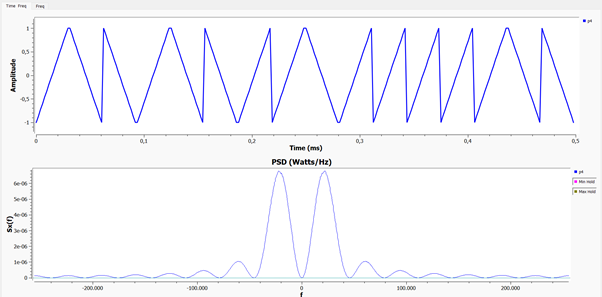 Time Freq Freq
1
0,5
0
-0,5
-1
Amplitude
p4
0 0,1 0,2 0,3 0,4 0,5
Time (ms)
PSD (Watts/Hz)
6e-06
5e-06
4e-06
3e-06
2e-06
1e-06
0
Sx(f)
p4
Min Hold
Max Hold
-200.000 -100.000 0 100.000 200.000
f